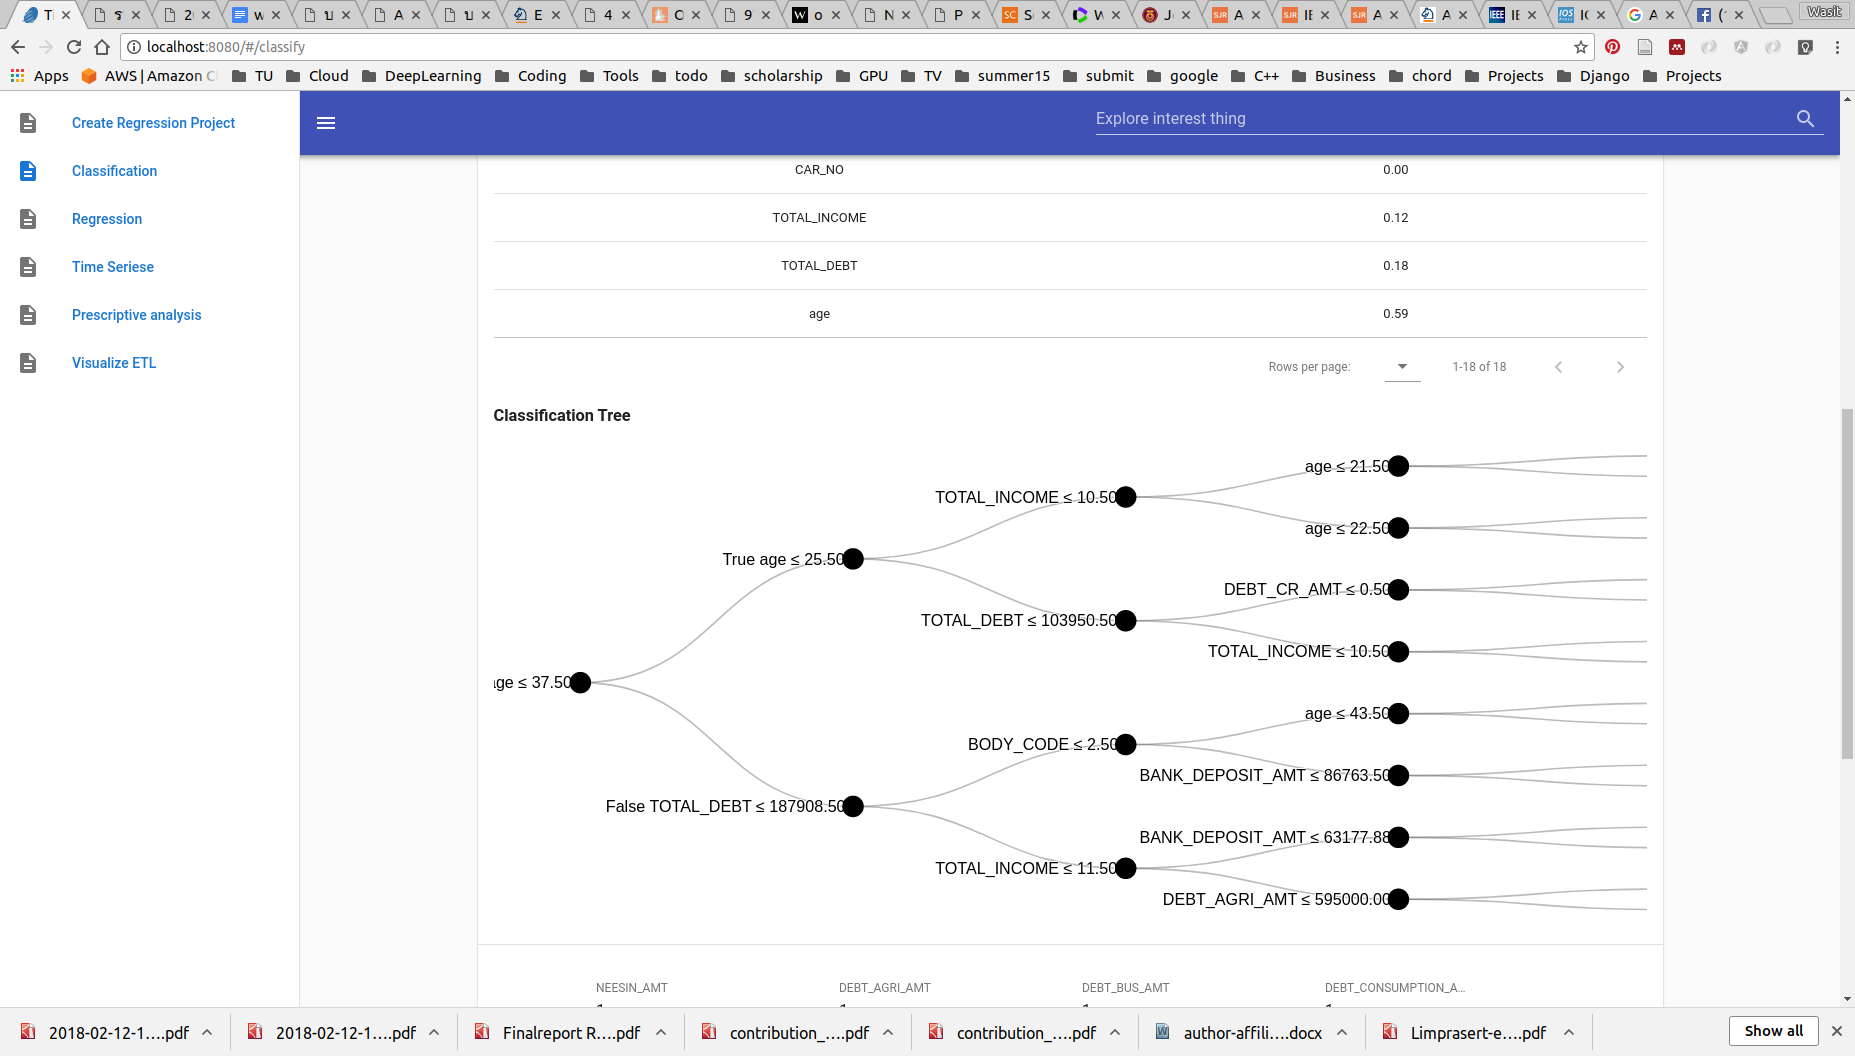 Wasit
localhost:8080/#/classify
Apps
AWS | Amazon
TU
Cloud
DeepLearning
Coding
Tools
todo
scholarship
GPU
TV
summer15
submit
google
C++
Business
chord
Projects
Django
Projects
Create Regression Project
Classification
Regression
Time Seriese
Prescriptive analysis
Visualize ETL
Explore interest thing
CAR_NO 0.00
TOTAL_INCOME 0.12
TOTAL_DEBT 0.18
age 0.59
Rows per page: 1-18 of 18
Classification Tree
age ≤ 21.50
TOTAL_INCOME ≤ 10.50
age ≤ 22.50
True age ≤ 25.50
DEBT_CR_AMT ≤ 0.50
TOTAL_DEBT ≤ 103950.50
TOTAL_INCOME ≤ 10.50
age ≤ 37.50
age ≤ 43.50
BODY_CODE ≤ 2.50
BANK_DEPOSIT_AMT ≤ 86763.50
False TOTAL_DEBT ≤ 187908.50
BANK_DEPOSIT_AMT ≤ 63177.88
TOTAL_INCOME ≤ 11.50
DEBT_AGRI_AMT ≤ 595000.00
NEESIN_AMT DEBT_AGRI_AMT DEBT_BUS_AMT DEBT_CONSUMPTION_A...
2018-02-12-1....pdf
2018-02-12-1....pdf
Finalreport R....pdf
contribution_....pdf
contribution_....pdf
author-affili....docx
Limprasert-e....pdf
Show all